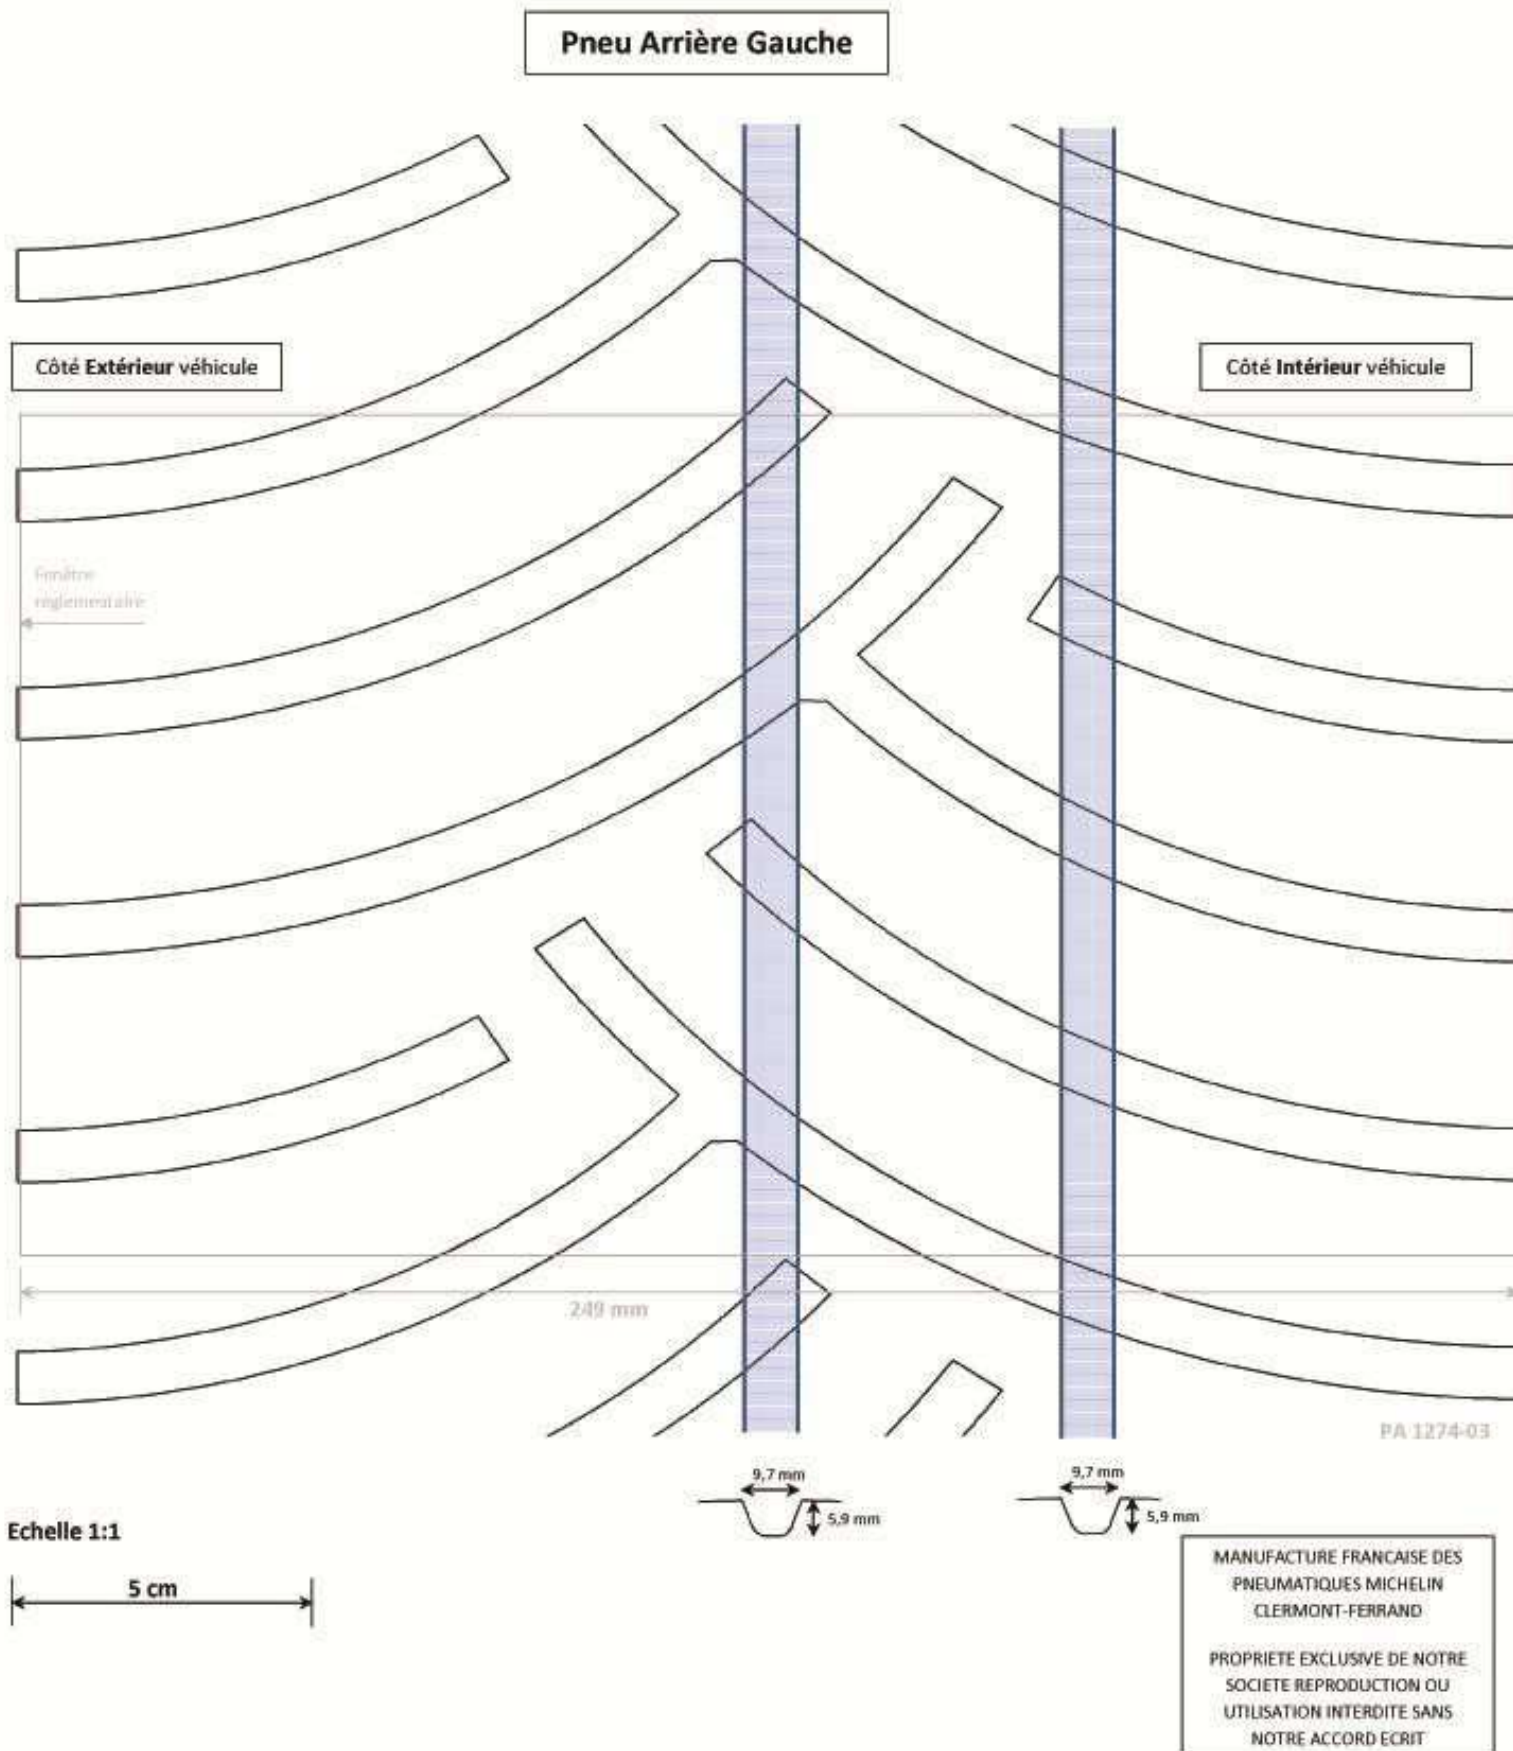 Pneu Arrière Gauche
Côté Extérieur véhicule
Côté Intérieur véhicule
Fenêtre
réglementaire
249 mm
PA 1274-03
9,7 mm
5,9 mm
9,7 mm
5,9 mm
Echelle 1:1
5 cm
MANUFACTURE FRANCAISE DES
PNEUMATIQUES MICHELIN
CLERMONT-FERRAND
PROPRIETE EXCLUSIVE DE NOTRE
SOCIETE REPRODUCTION OU
UTILISATION INTERDITE SANS
NOTRE ACCORD ECRIT